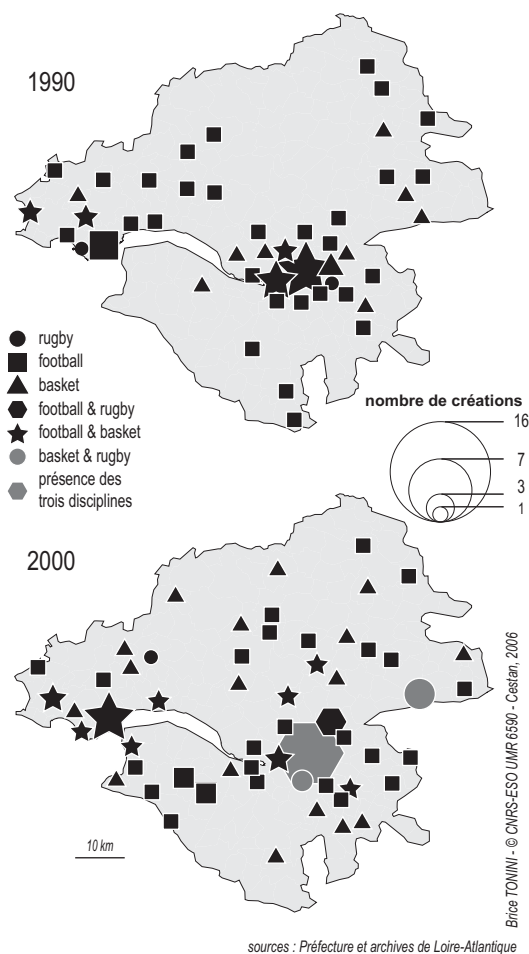 1990
rugby
football
basket
football & rugby
football & basket
basket & rugby
présence des
trois disciplines
nombre de créations
16
7
3
1
2000
10 km
Brice TONINI - © CNRS-ESO UMR 6590 - Cestan, 2006
sources : Préfecture et archives de Loire-Atlantique